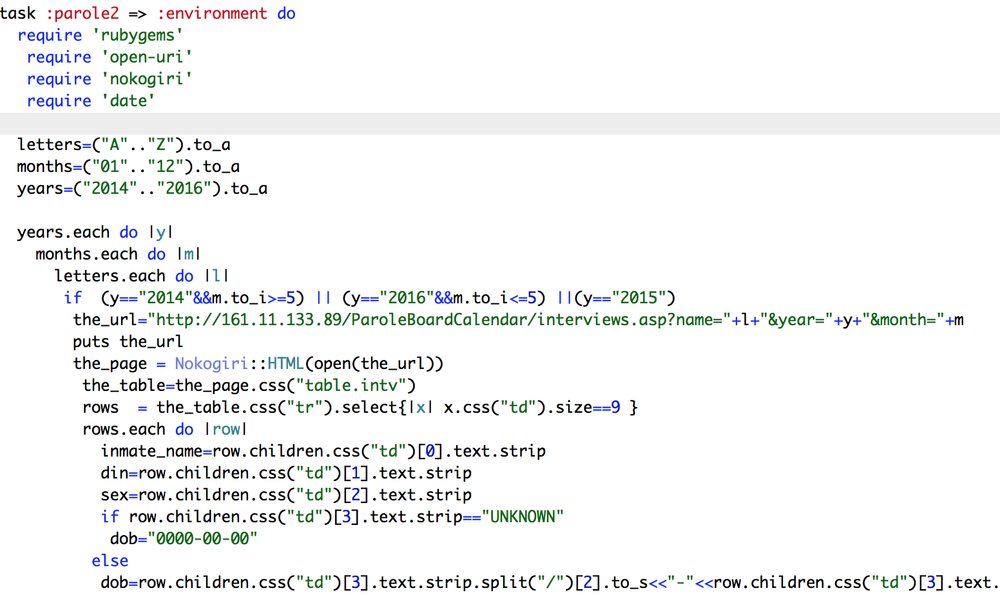 task :parole2 => :environment do
  require 'rubygems'
   require 'open-uri'
   require 'nokogiri'
   require 'date'
  letters=("A".."Z").to_a
  months=("01".."12").to_a
  years=("2014".."2016").to_a
  years.each do |y|
    months.each do |m|
      letters.each do |l|
       if  (y=="2014"&&m.to_i>=5) || (y=="2016"&&m.to_i<=5) ||(y=="2015")
        the_url="http://161.11.133.89/ParoleBoardCalendar/interviews.asp?name="+l+"&year="+y+"&month="+m
        puts the_url
        the_page = Nokogiri::HTML(open(the_url))
         the_table=the_page.css("table.intv")
         rows  = the_table.css("tr").select{|x| x.css("td").size==9 }
         rows.each do |row|
           inmate_name=row.children.css("td")[0].text.strip
           din=row.children.css("td")[1].text.strip
           sex=row.children.css("td")[2].text.strip
           if row.children.css("td")[3].text.strip=="UNKNOWN"
            dob="0000-00-00"
          else
           dob=row.children.css("td")[3].text.strip.split("/")[2].to_s<<"-"<<row.children.css("td")[3].text.